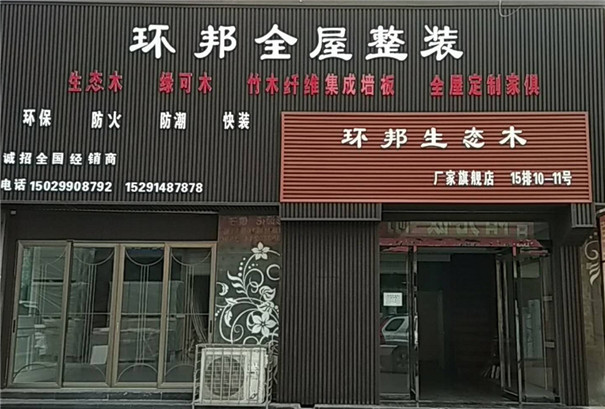 环邦全屋整装
生态木 绿可木 竹木纤维集成墙板 全屋定制家俱
环保 防火 防潮 快装
诚招全国经销商
电话 15029908792 15291487878
环邦生态木
厂家旗舰店 15排10-11号